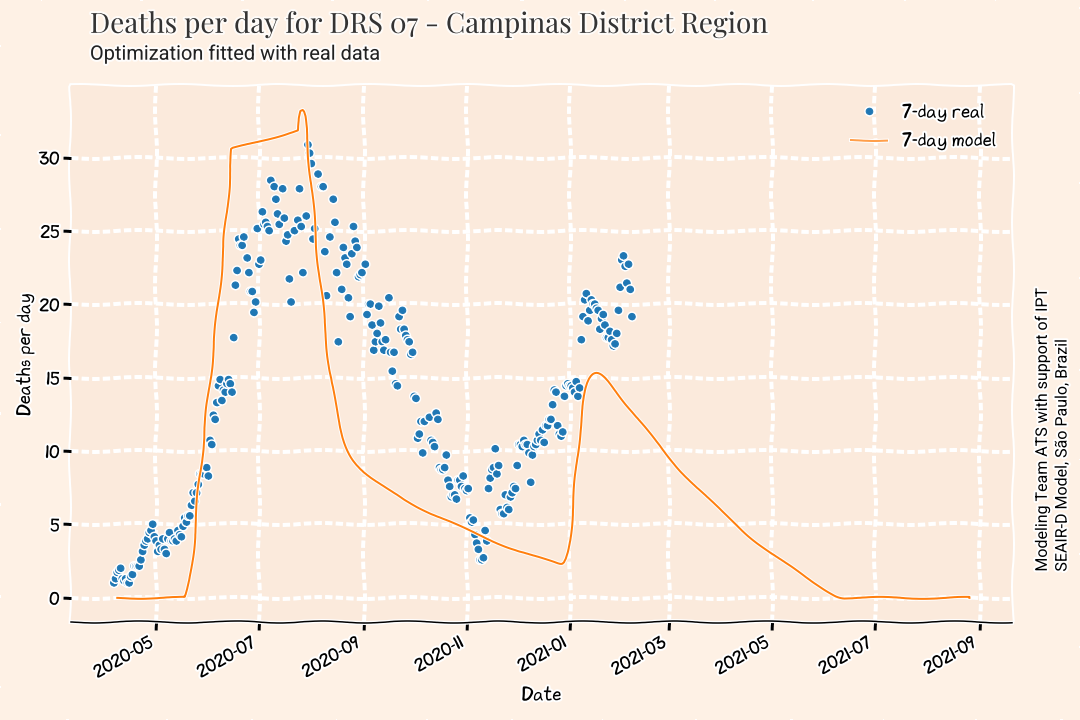 Deaths per day for DRS 07 - Campinas District Region
Optimization fitted with real data
7-day real
7-day model
Deaths per day
30
25
20
15
10
5
0
2020-05
2020-07
2020-09
2020-11
2021-01
2021-03
2021-05
2021-07
2021-09
Date
Modeling Team ATS with support of IPT
SEAIR-D Model, São Paulo, Brazil